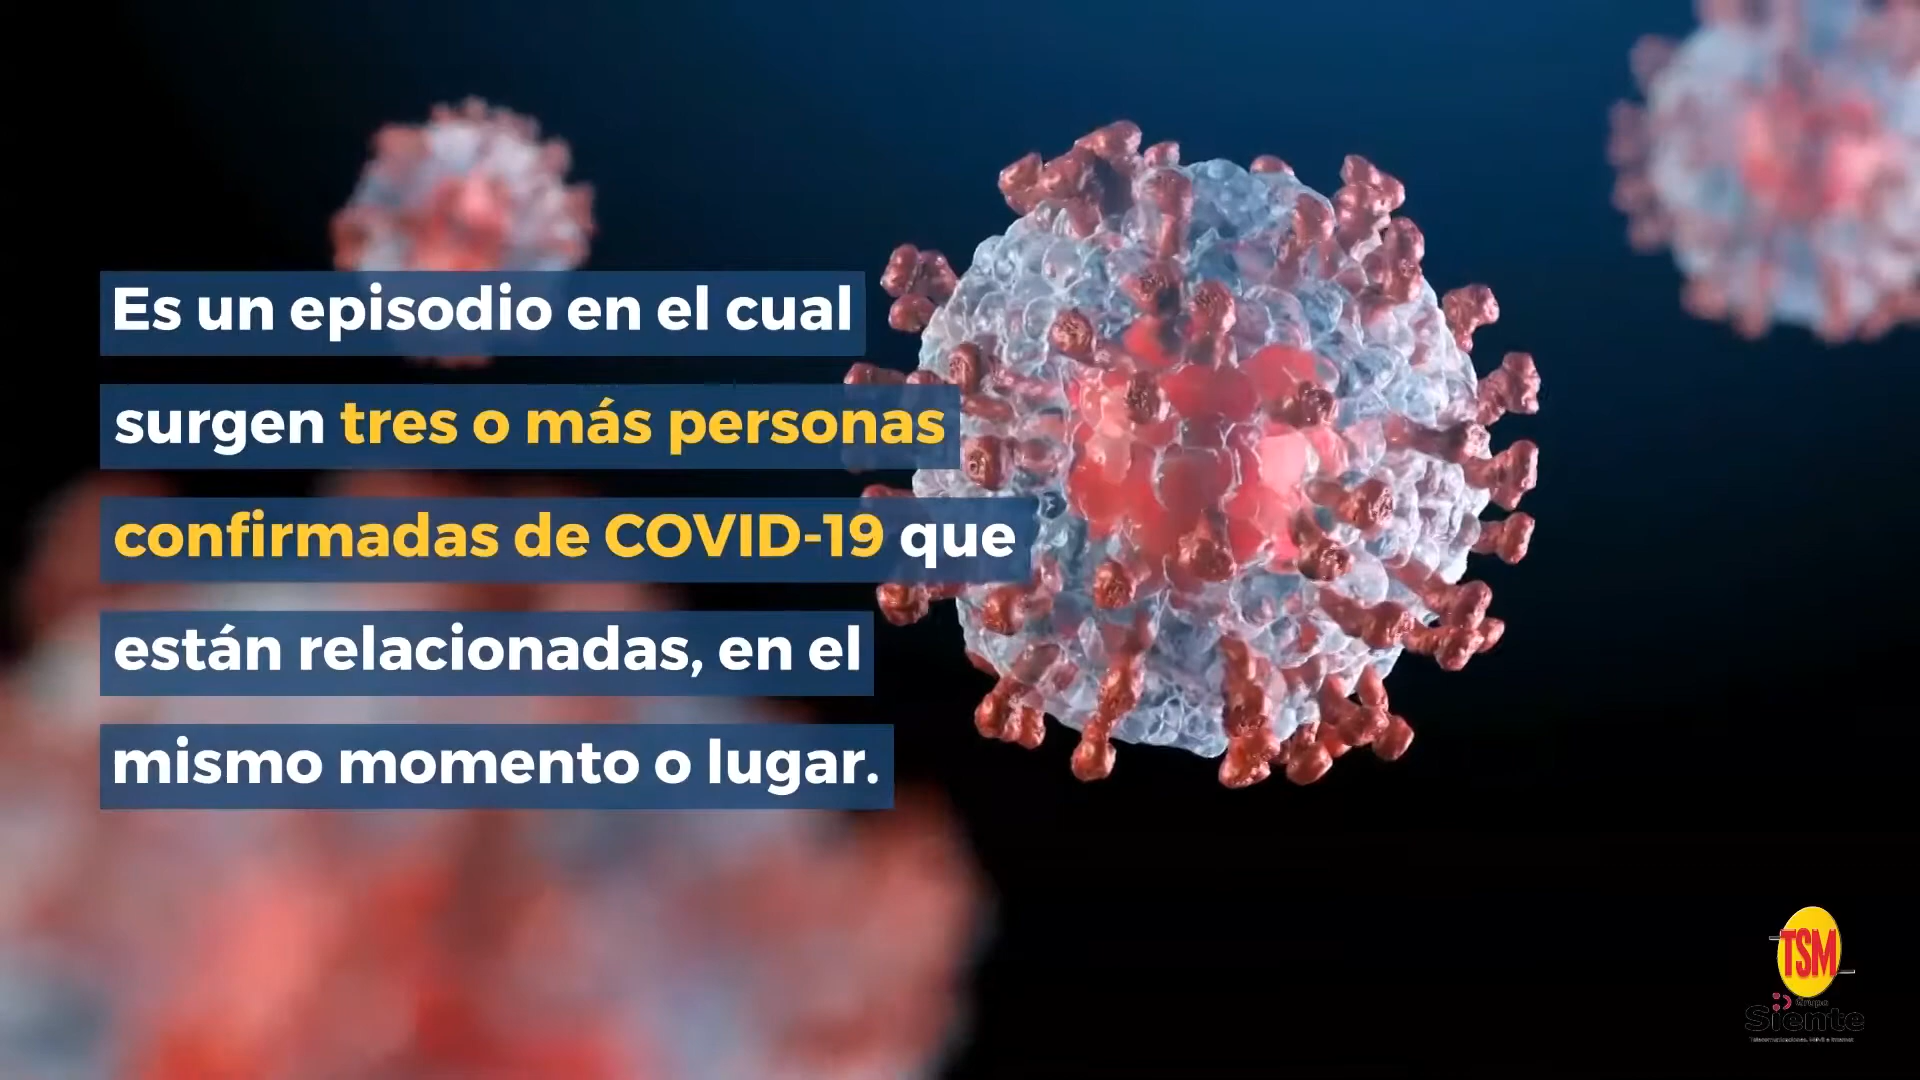 Es un episodio en el cual
surgen tres o más personas
confirmadas de COVID-19 que
están relacionadas, en el
mismo momento o lugar.
TSM
Grupo
Siente